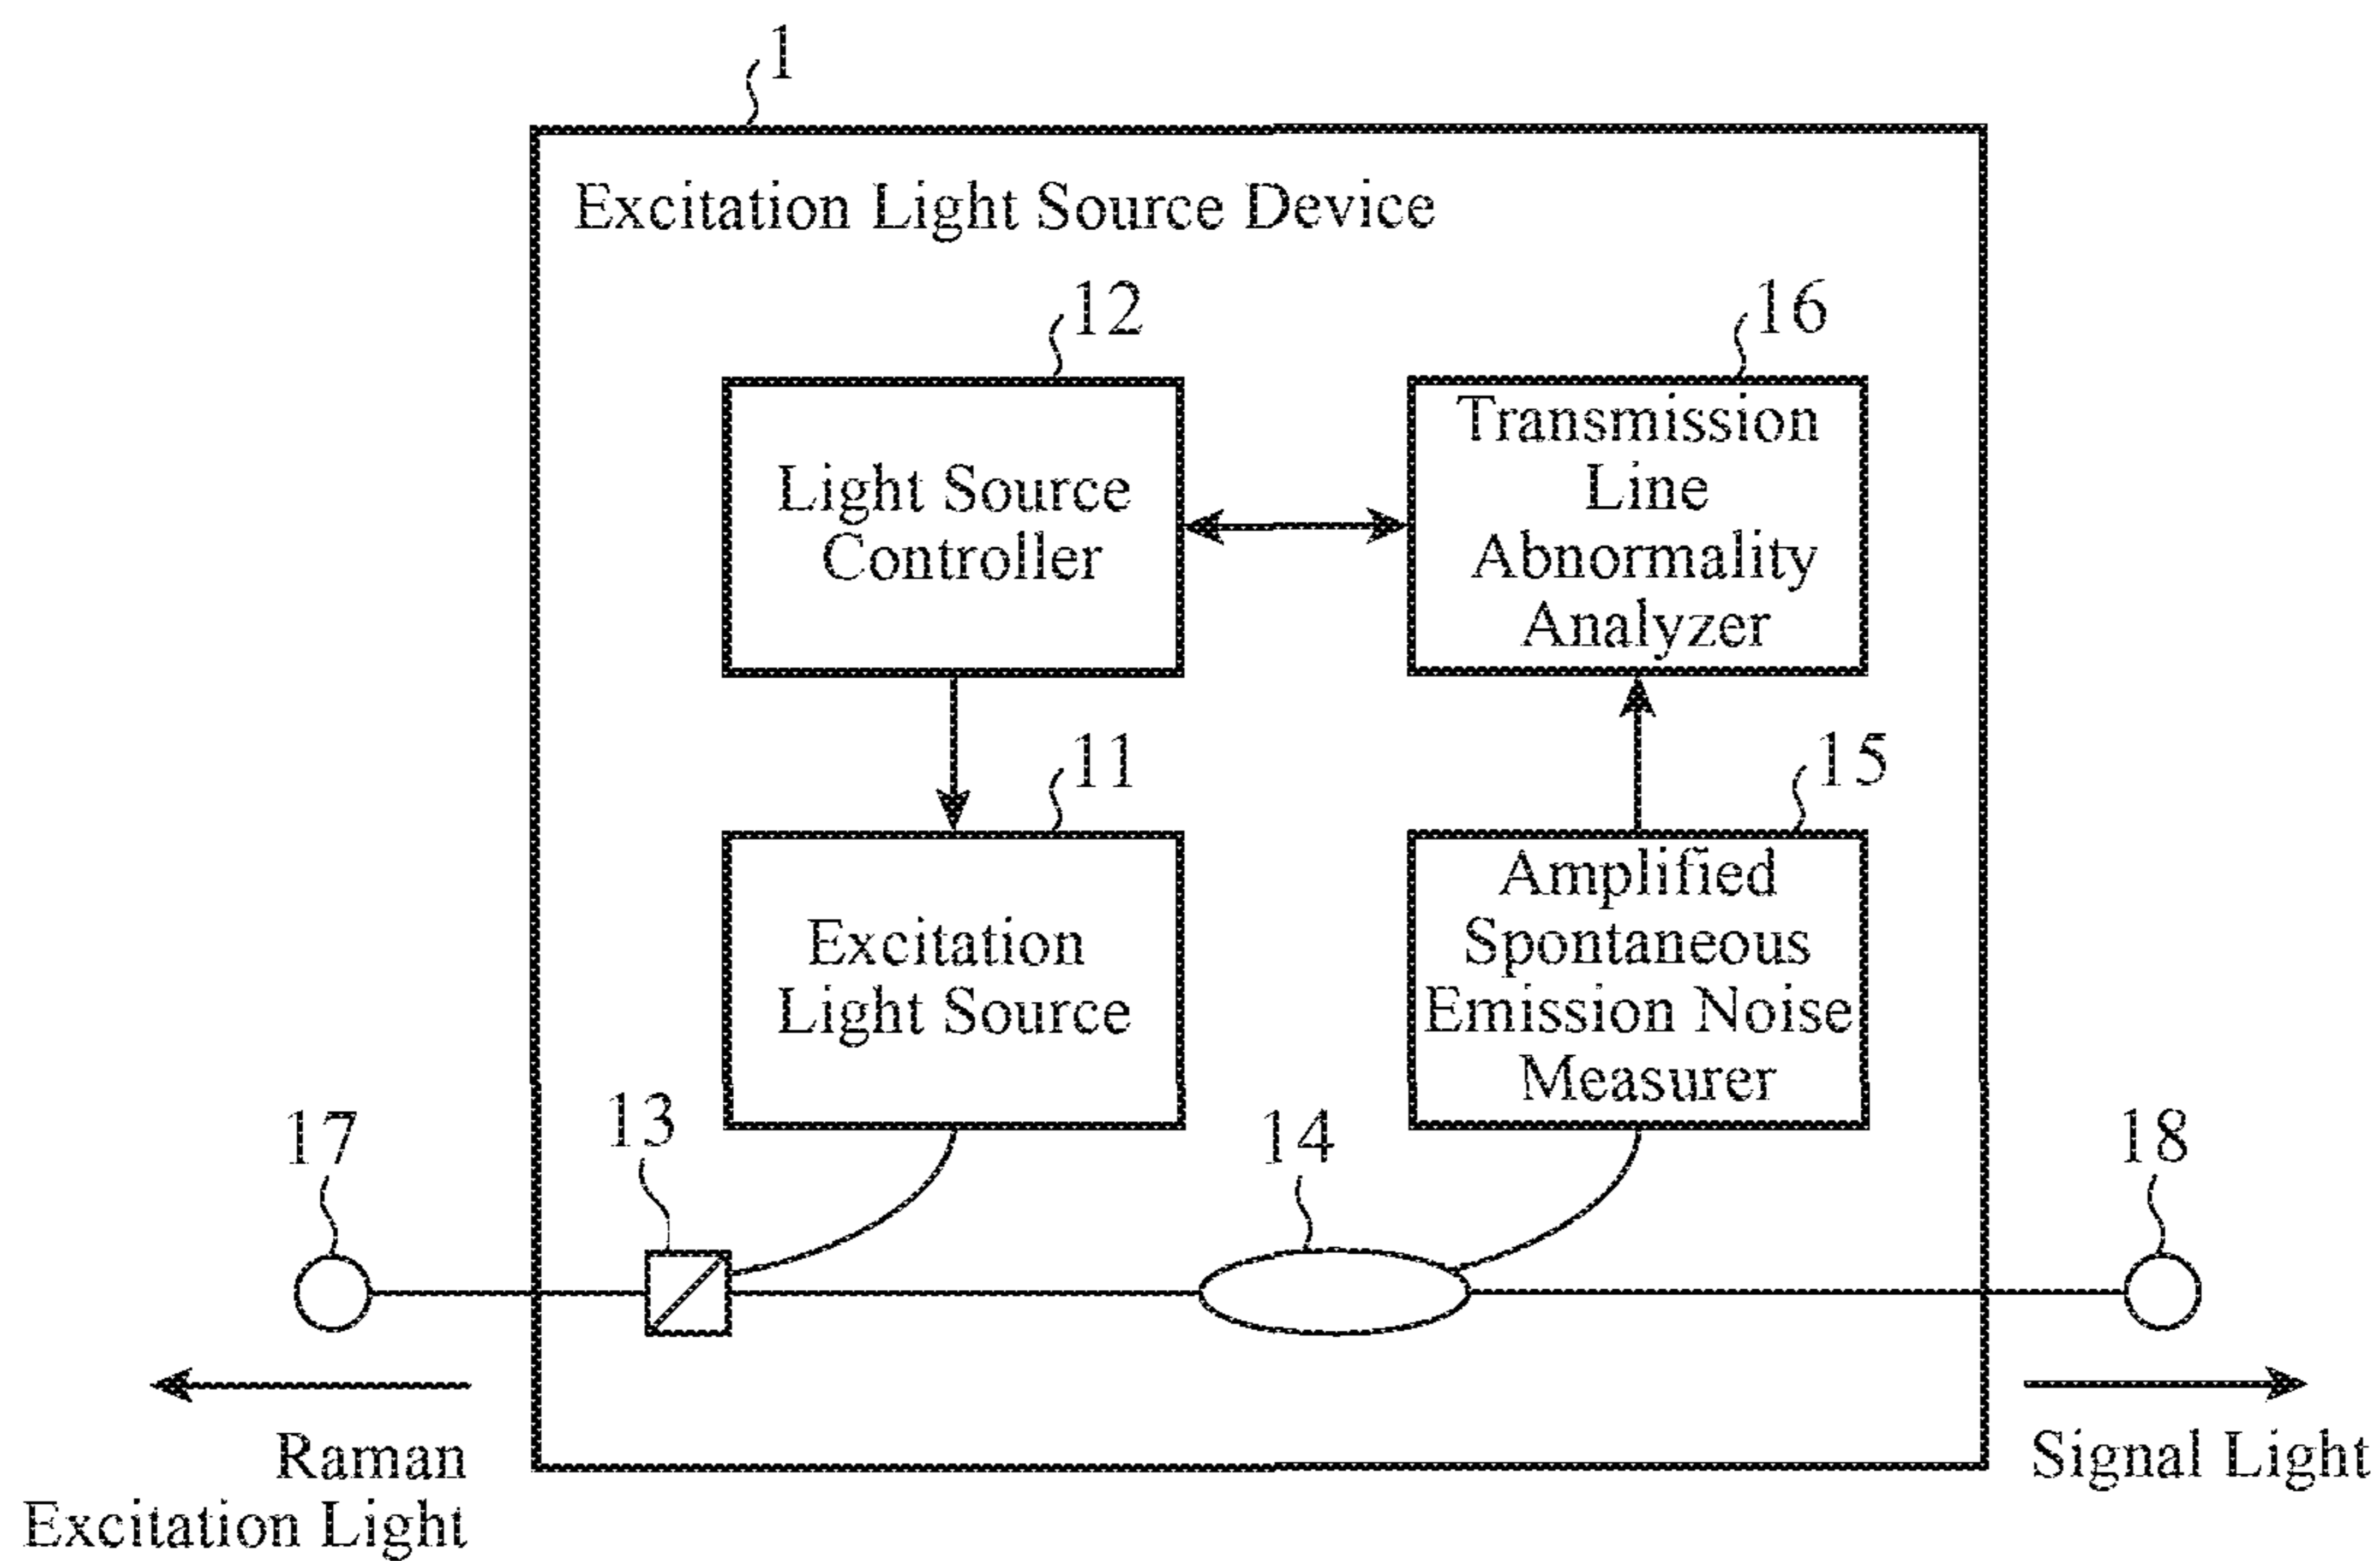 1
Excitation Light Source Device
12
16
Light Source
Controller
Transmission
Line
Abnormality
Analyzer
11
15
Excitation
Light Source
Amplified
Spontaneous
Emission Noise
Measurer
17
13
14
18
Raman
Excitation Light
Signal Light